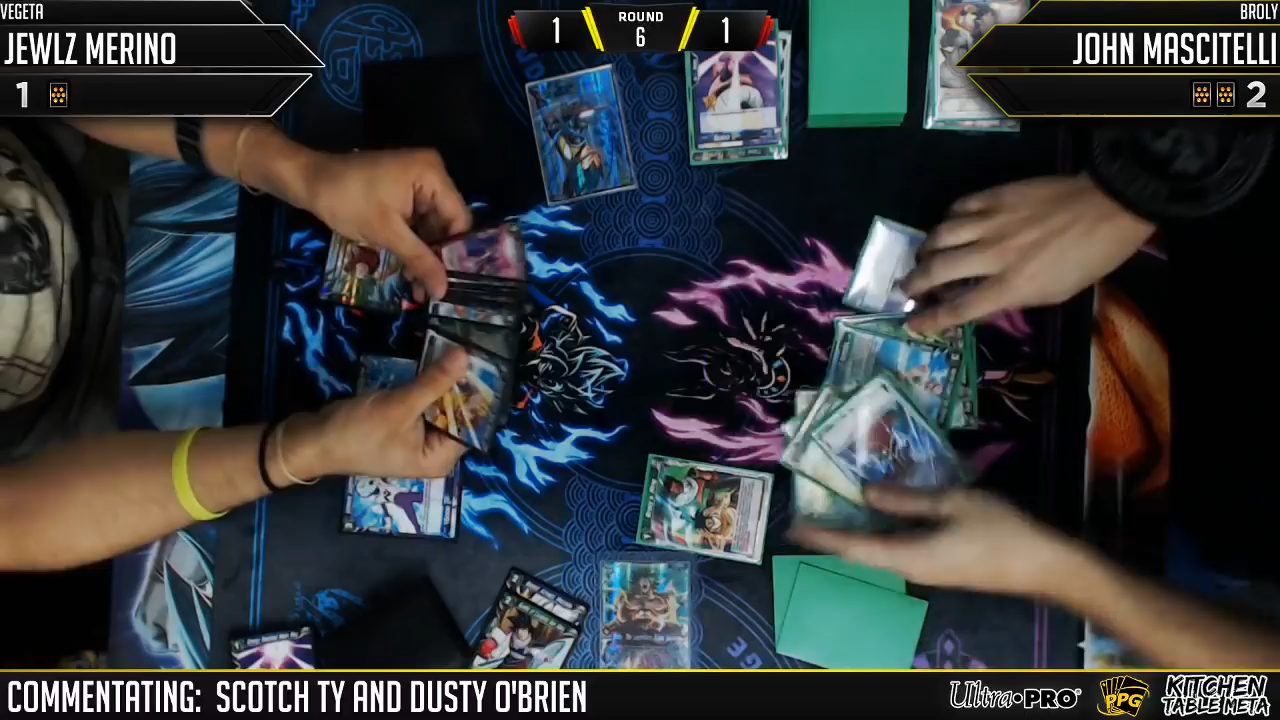 VEGETA
JEWLZ MERINO
1
1
ROUND
6
1
BROLY
JOHN MASCITELLI
2
COMMENTATING: SCOTCH TY AND DUSTY O'BRIEN
Ultra•PRO
PPG
KITCHEN
TABLE META